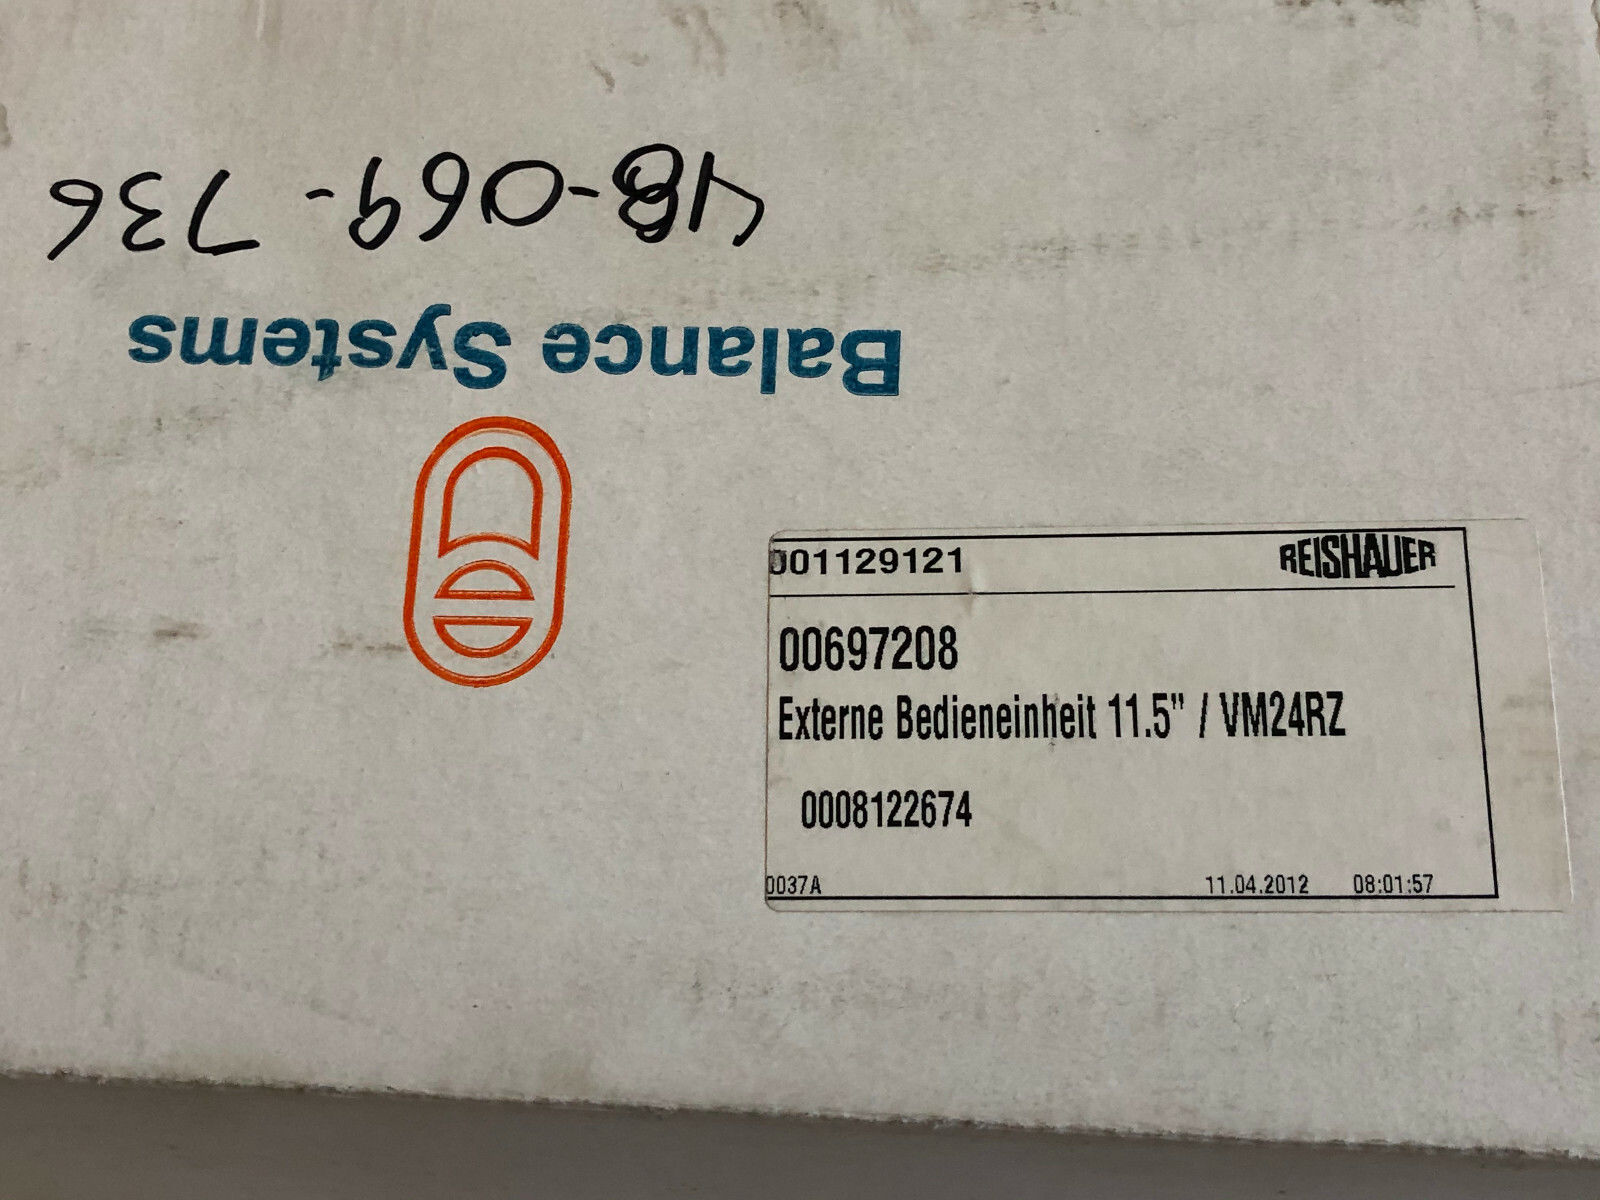 48-069-736
Balance Systems
001129121 REISHAUER
00697208
Externe Bedieneinheit 11.5" / VM24RZ
0008122674
0037A 11.04.2012 08:01:57